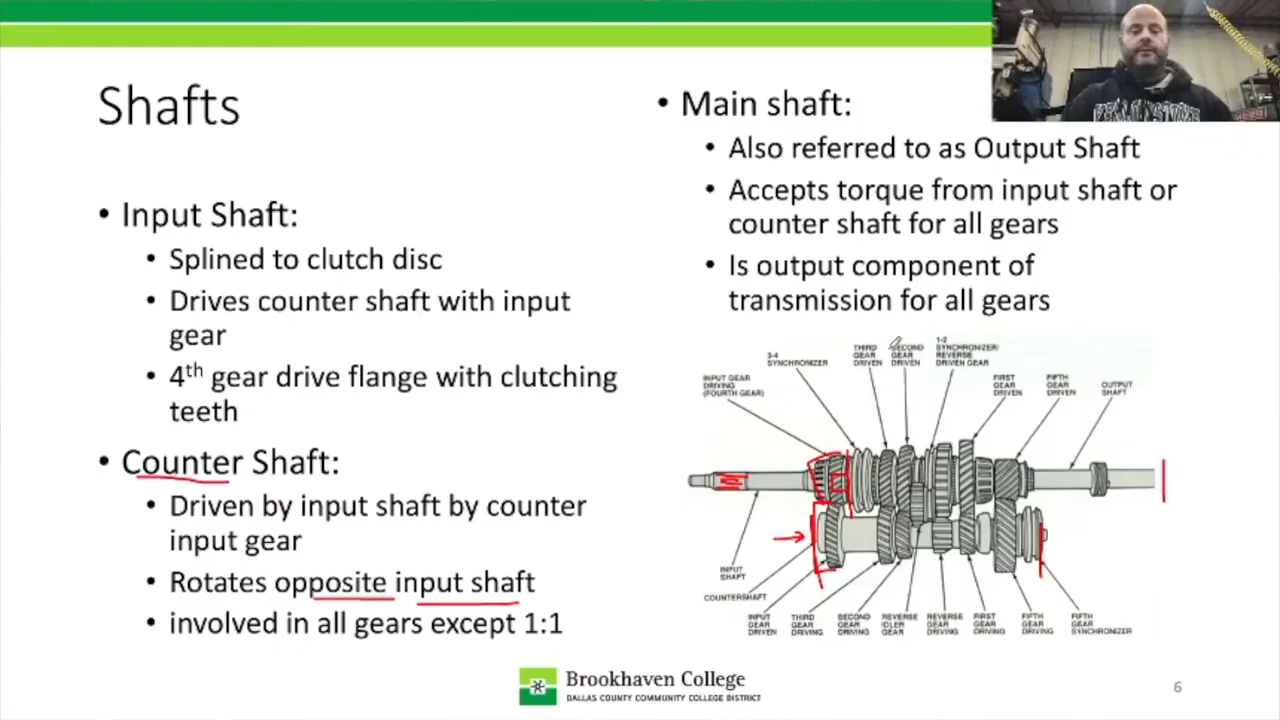 Shafts
• Input Shaft:
• Splined to clutch disc
• Drives counter shaft with input
gear
• 4th gear drive flange with clutching
teeth
• Counter Shaft:
• Driven by input shaft by counter
input gear
• Rotates opposite input shaft
• involved in all gears except 1:1
• Main shaft:
• Also referred to as Output Shaft
• Accepts torque from input shaft or
counter shaft for all gears
• Is output component of
transmission for all gears
INPUT GEAR
DRIVING
(FOURTH GEAR)
3-4
SYNCHRONIZER
THIRD
GEAR
DRIVEN
SECOND
GEAR
DRIVEN
1-2
SYNCHRONIZER/
REVERSE
DRIVEN GEAR
FIRST
GEAR
DRIVEN
FIFTH
GEAR
DRIVEN
OUTPUT
SHAFT
INPUT
SHAFT
COUNTERSHAFT
INPUT
GEAR
DRIVEN
THIRD
GEAR
DRIVING
SECOND
GEAR
DRIVING
REVERSE
IDLER
GEAR
REVERSE
GEAR
DRIVING
FIRST
GEAR
DRIVING
FIFTH
GEAR
DRIVING
FIFTH
GEAR
SYNCHRONIZER
Brookhaven College
DALLAS COUNTY COMMUNITY COLLEGE DISTRICT
6